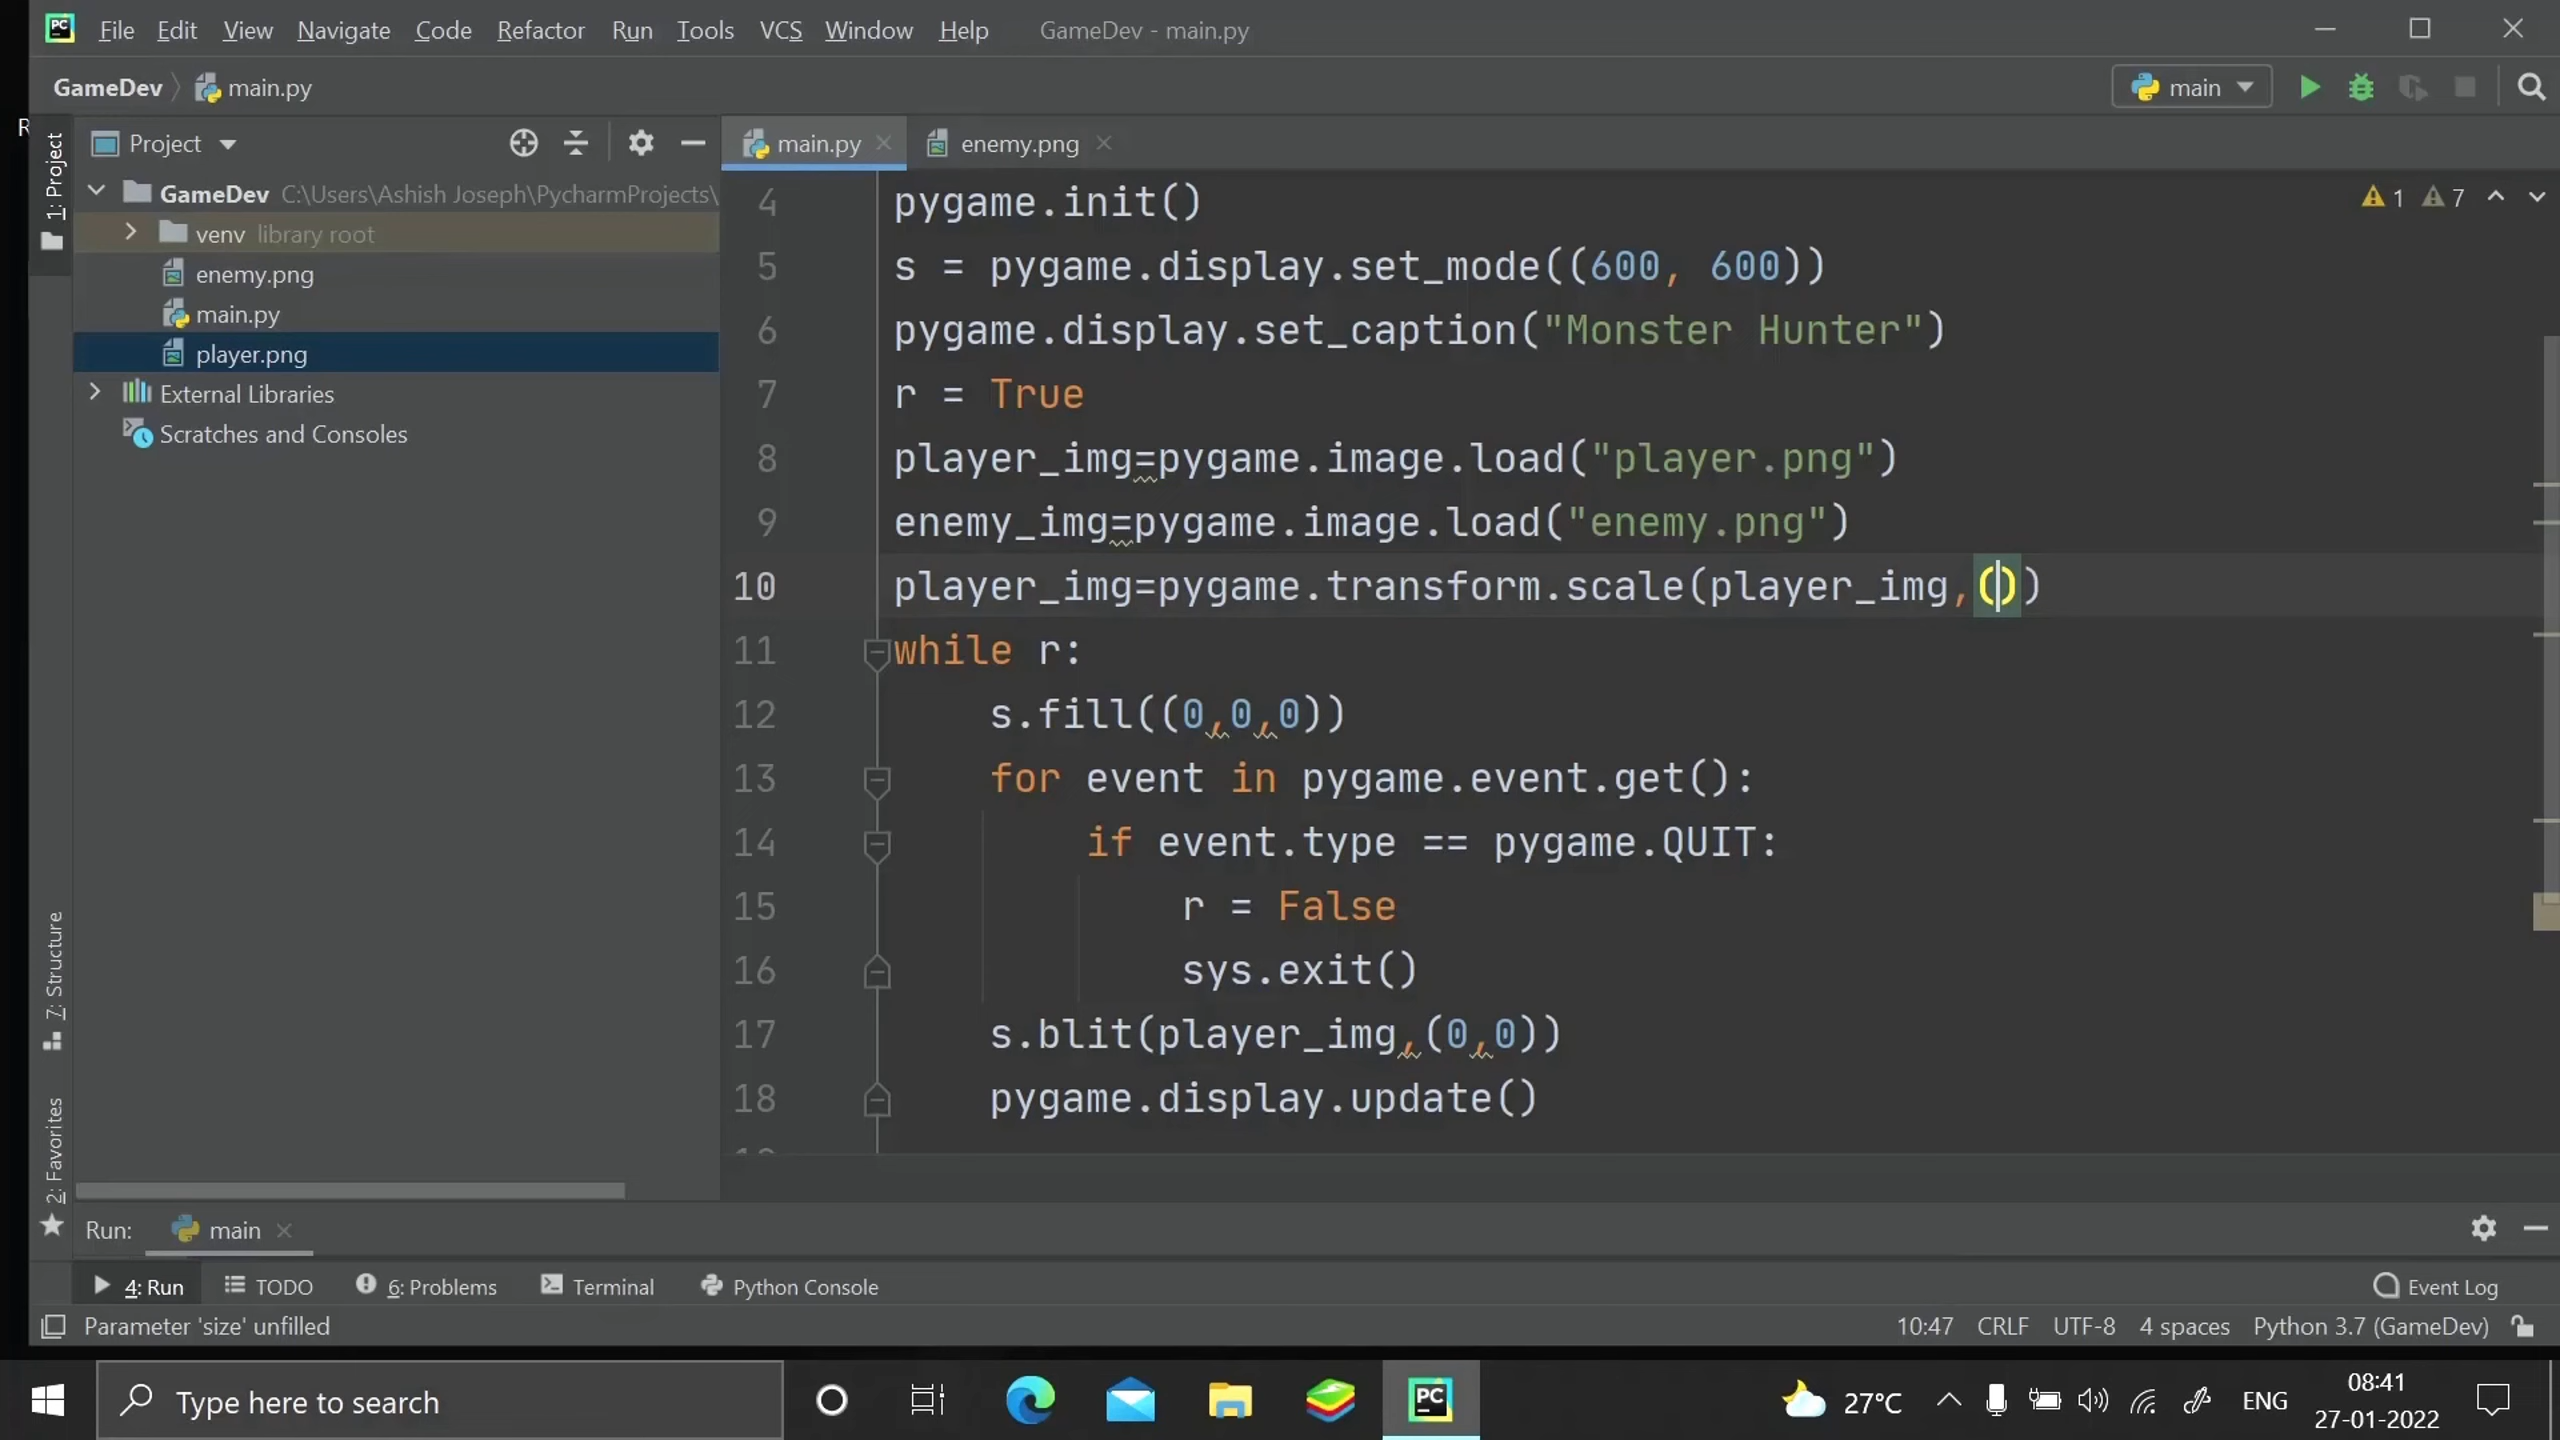 PC File Edit View Navigate Code Refactor Run Tools VCS Window Help GameDev - main.py
GameDev main.py main
R
1: Project
Project
main.py enemy.png
GameDev C:\Users\Ashish Joseph\PycharmProjects\
venv library root
enemy.png
main.py
player.png
External Libraries
Scratches and Consoles
1 7
4 pygame.init()
5 s = pygame.display.set_mode((600, 600))
6 pygame.display.set_caption("Monster Hunter")
7 r = True
8 player_img=pygame.image.load("player.png")
9 enemy_img=pygame.image.load("enemy.png")
10 player_img=pygame.transform.scale(player_img,())
11 while r:
12 s.fill((0,0,0))
13 for event in pygame.event.get():
14 if event.type == pygame.QUIT:
15 r = False
16 sys.exit()
17 s.blit(player_img,(0,0))
18 pygame.display.update()
7: Structure
2: Favorites
Run: main
4: Run TODO 6: Problems Terminal Python Console Event Log
Parameter 'size' unfilled 10:47 CRLF UTF-8 4 spaces Python 3.7 (GameDev)
Type here to search PC 27°C ENG 08:41
27-01-2022